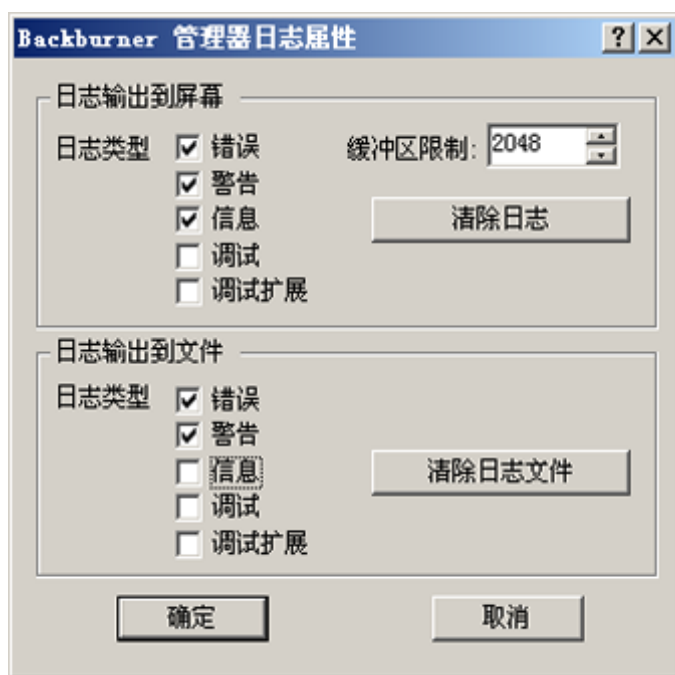 Backburner 管理器日志属性
日志输出到屏幕
日志类型 错误 缓冲区限制: 2048
警告
信息 清除日志
调试
调试扩展
日志输出到文件
日志类型 错误
警告
信息 清除日志文件
调试
调试扩展
确定 取消